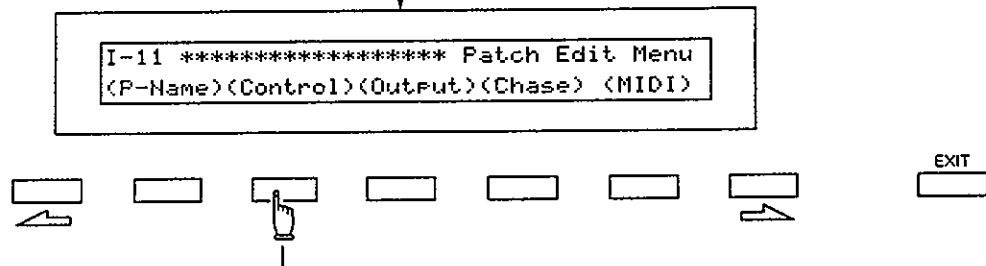 I-11 ****************** Patch Edit Menu
(P-Name)(Control)(Output)(Chase) (MIDI)
EXIT